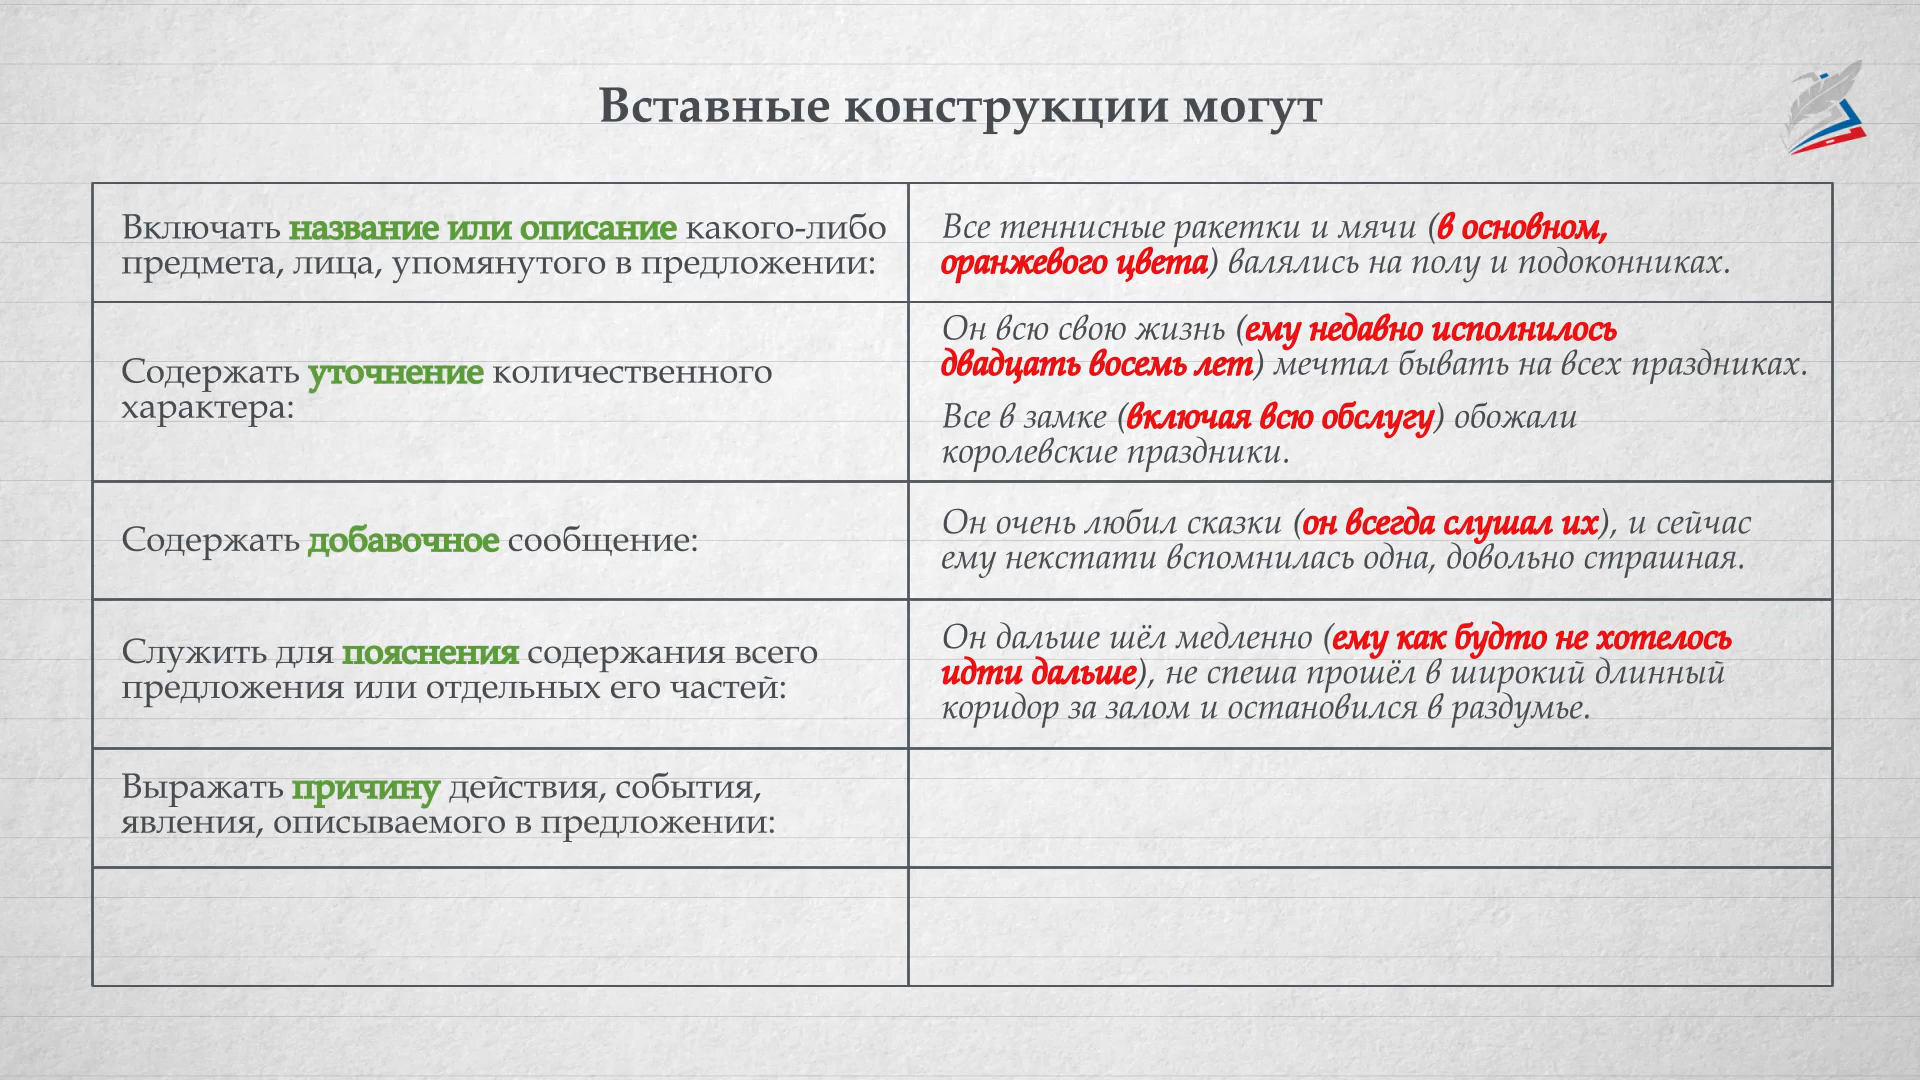 Вставные конструкции могут
Включать название или описание какого-либо
предмета, лица, упомянутого в предложении:
Все теннисные ракетки и мячи (в основном,
оранжевого цвета) валялись на полу и подоконниках.
Содержать уточнение количественного
характера:
Он всю свою жизнь (ему недавно исполнилось
двадцать восемь лет) мечтал бывать на всех праздниках.
Все в замке (включая всю обслугу) обожали
королевские праздники.
Содержать добавочное сообщение:
Он очень любил сказки (он всегда слушал их), и сейчас
ему некстати вспомнилась одна, довольно страшная.
Служить для пояснения содержания всего
предложения или отдельных его частей:
Он дальше шёл медленно (ему как будто не хотелось
идти дальше), не спеша прошёл в широкий длинный
коридор за залом и остановился в раздумье.
Выражать причину действия, события,
явления, описываемого в предложении: